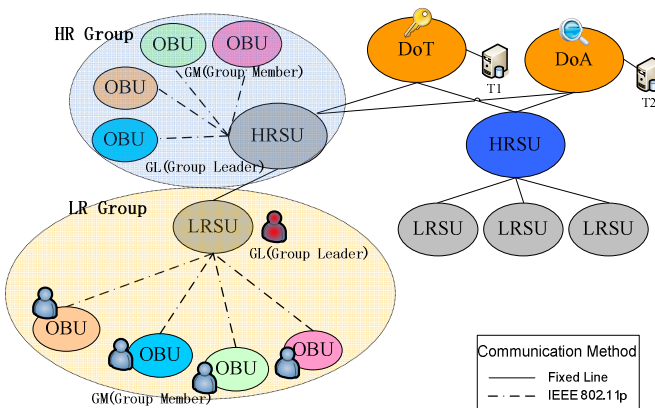 HR Group
OBU
OBU
GM(Group Member)
OBU
OBU
HRSU
GL(Group Leader)
DoT
T1
DoA
T2
HRSU
LRSU
LRSU
LRSU
LR Group
LRSU
GL(Group Leader)
OBU
OBU
OBU
OBU
GM(Group Member)
Communication Method
Fixed Line
IEEE 802.11p